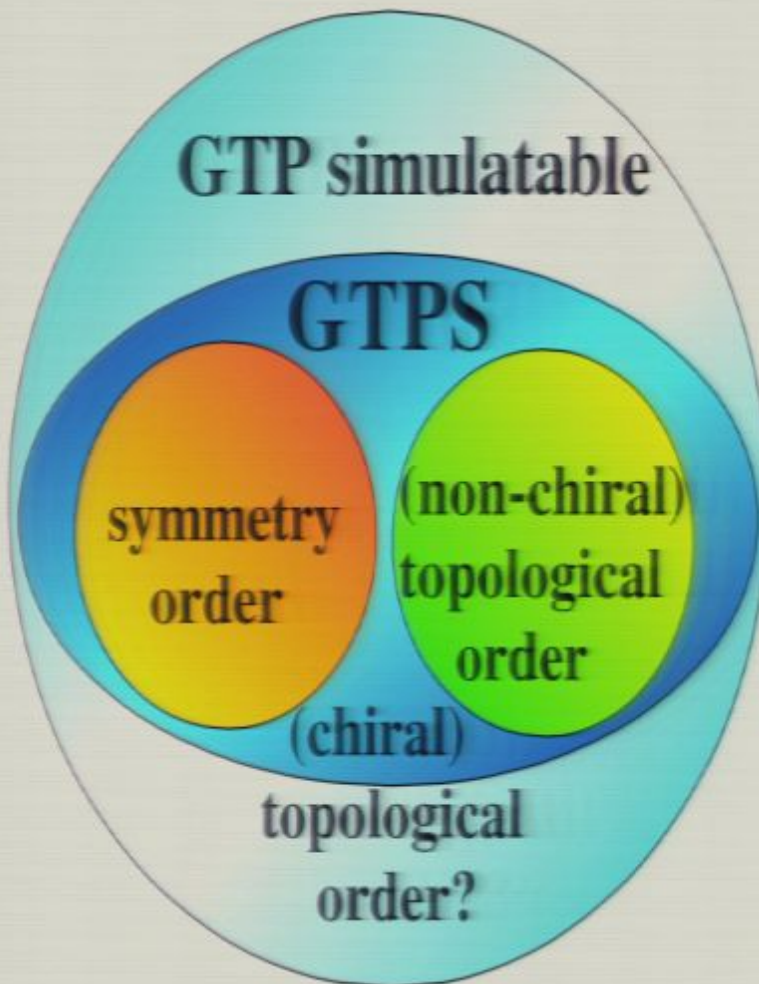 GTP simulatable
GTPS
symmetry
order
(non-chiral)
topological
order
(chiral)
topological
order?